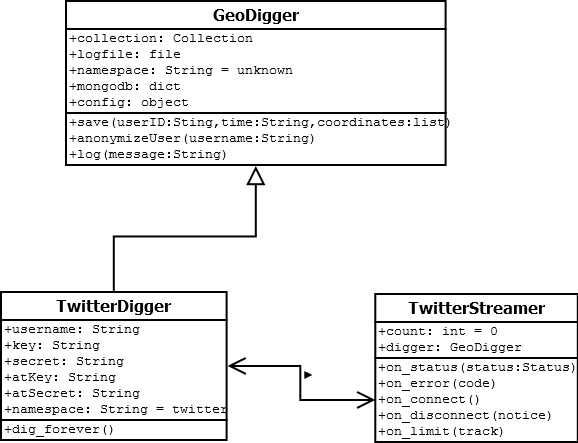 GeoDigger
+collection: Collection
+logfile: file
+namespace: String = unknown
+mongodb: dict
+config: object
+save(userID:Sting,time:String,coordinates:list)
+anonymizeUser(username:String)
+log(message:String)
TwitterDigger
+username: String
+key: String
+secret: String
+atKey: String
+atSecret: String
+namespace: String = twitter
+dig_forever()
TwitterStreamer
+count: int = 0
+digger: GeoDigger
+on_status(status:Status)
+on_error(code)
+on_connect()
+on_disconnect(notice)
+on_limit(track)